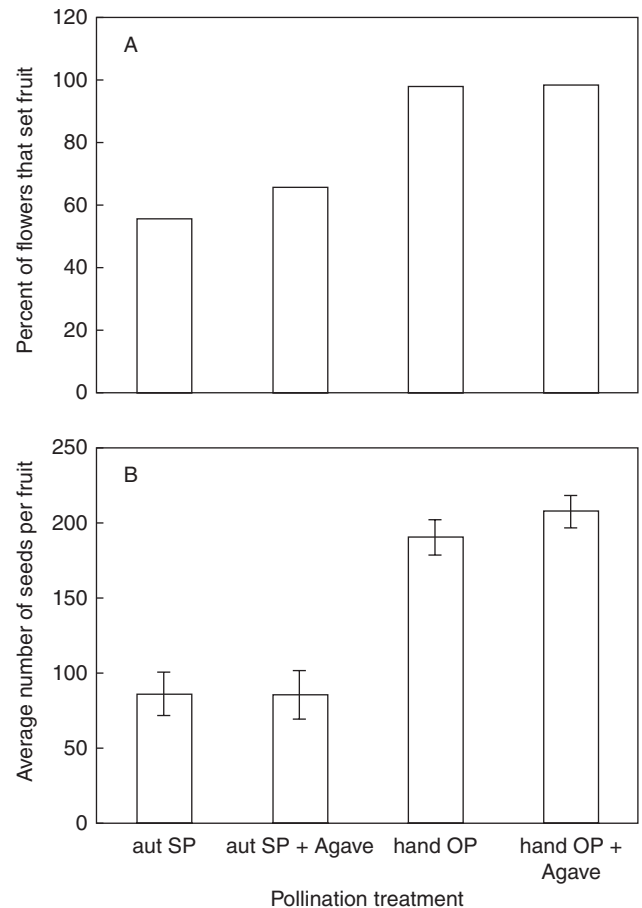 A
Percent of flowers that set fruit
120
100
80
60
40
20
0
B
Average number of seeds per fruit
250
200
150
100
50
0
aut SP
aut SP + Agave
hand OP
hand OP +
Agave
Pollination treatment